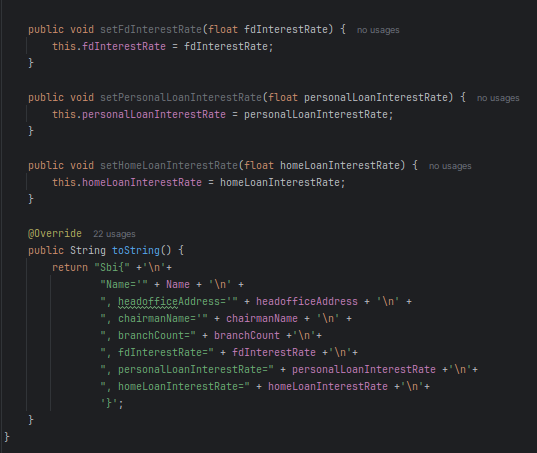 public void setFdInterestRate(float fdInterestRate) { no usages
this.fdInterestRate = fdInterestRate;
}
public void setPersonalLoanInterestRate(float personalLoanInterestRate) { no usages
this.personalLoanInterestRate = personalLoanInterestRate;
}
public void setHomeLoanInterestRate(float homeLoanInterestRate) { no usages
this.homeLoanInterestRate = homeLoanInterestRate;
}
@Override 22 usages
public String toString() {
return "Sbi{" +'\n'+
"Name='" + Name + '\n' +
", headofficeAddress='" + headofficeAddress + '\n' +
", chairmanName='" + chairmanName + '\n' +
", branchCount=" + branchCount +'\n'+
", fdInterestRate=" + fdInterestRate +'\n'+
", personalLoanInterestRate=" + personalLoanInterestRate +'\n'+
", homeLoanInterestRate=" + homeLoanInterestRate +'\n'+
'}';
}
}